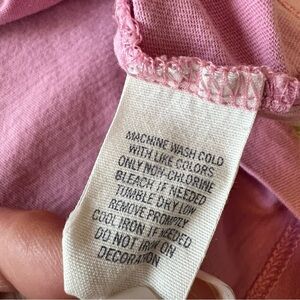 MACHINE WASH COLD
WITH LIKE COLORS
ONLY NON-CHLORINE
BLEACH IF NEEDED
TUMBLE DRY LOW
REMOVE PROMPTLY
COOL IRON IF NEEDED
DO NOT IRON ON
DECORATION